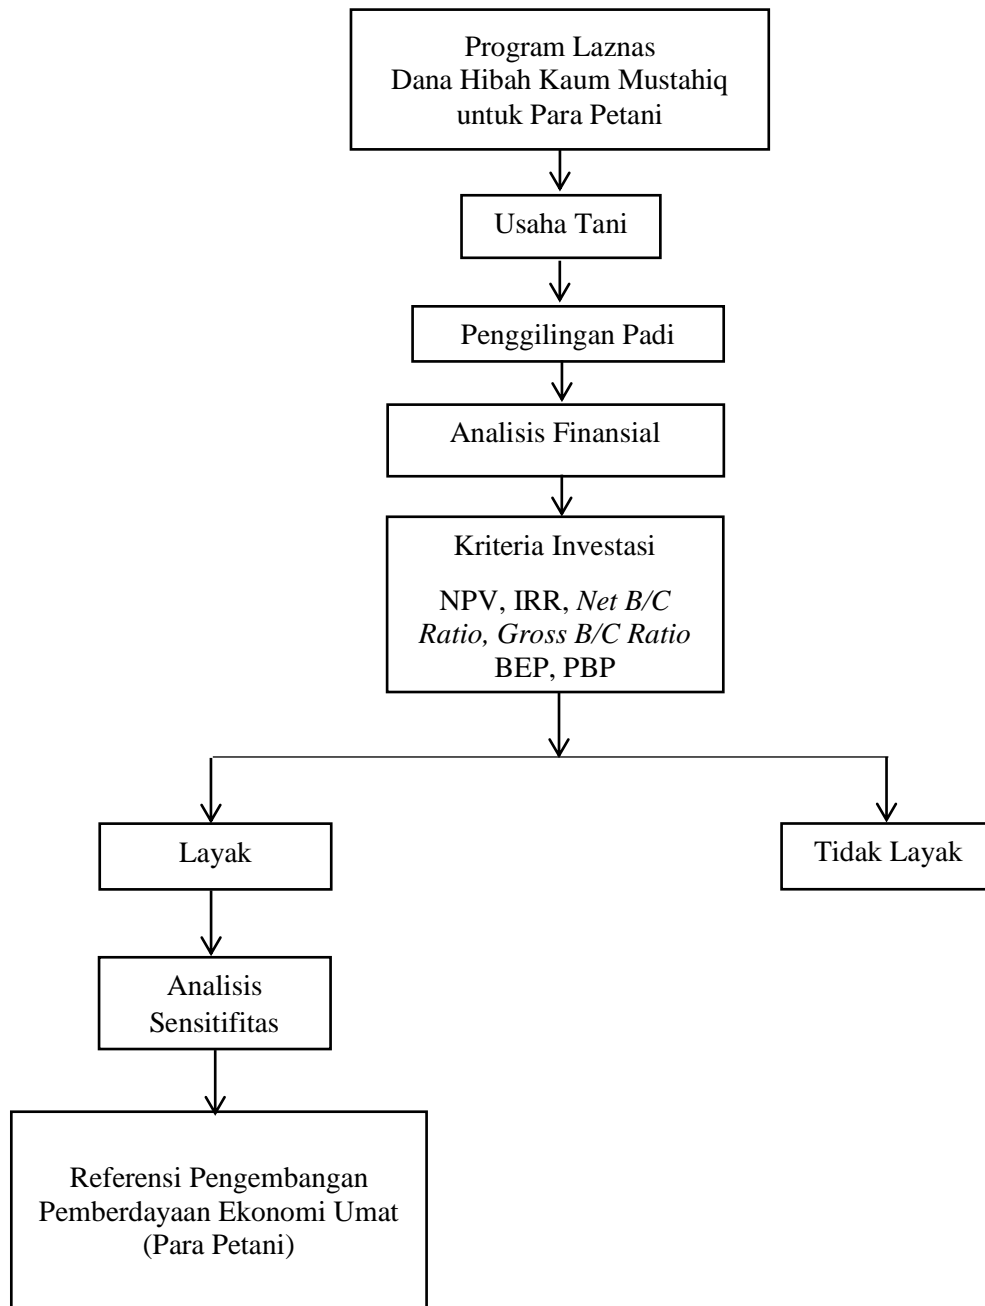 Program Laznas
Dana Hibah Kaum Mustahiq
untuk Para Petani
Usaha Tani
Penggilingan Padi
Analisis Finansial
Kriteria Investasi
NPV, IRR, Net B/C
Ratio, Gross B/C Ratio
BEP, PBP
Layak
Tidak Layak
Analisis
Sensitifitas
Referensi Pengembangan
Pemberdayaan Ekonomi Umat
(Para Petani)